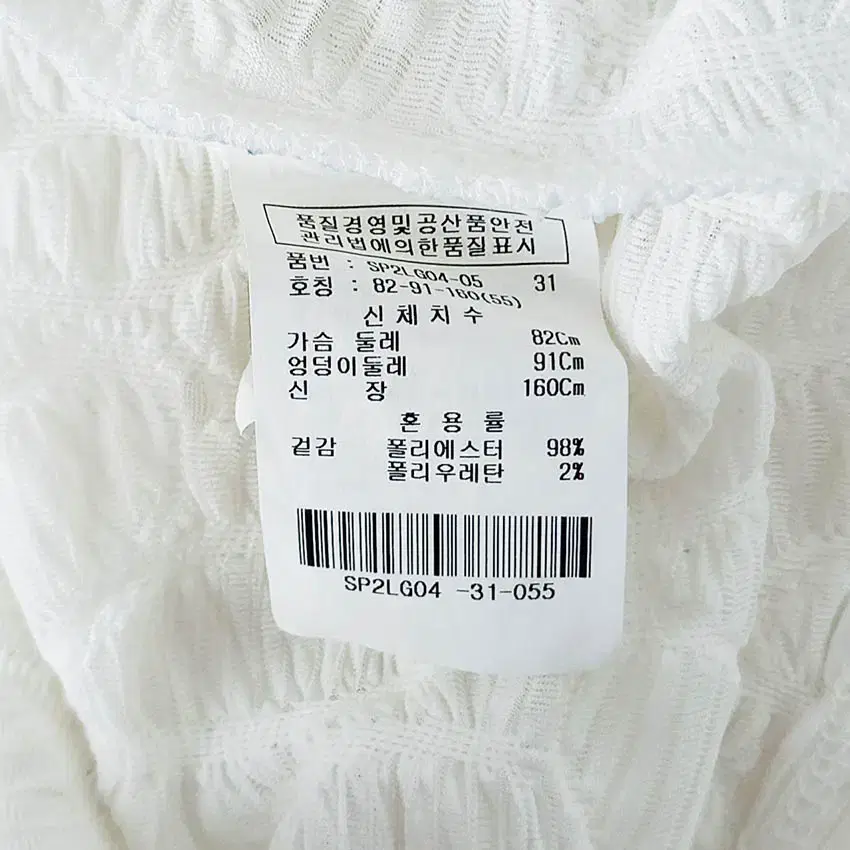 품질경영및공산품안전
관리법에의한품질표시
품번 : SP2LG04-05 31
호칭 : 82-91-160(55)
신체치수
가슴 둘레 82Cm
엉덩이둘레 91Cm
신 장 160Cm
혼용률
겉감 폴리에스터 98%
폴리우레탄 2%
SP2LG04 -31-055